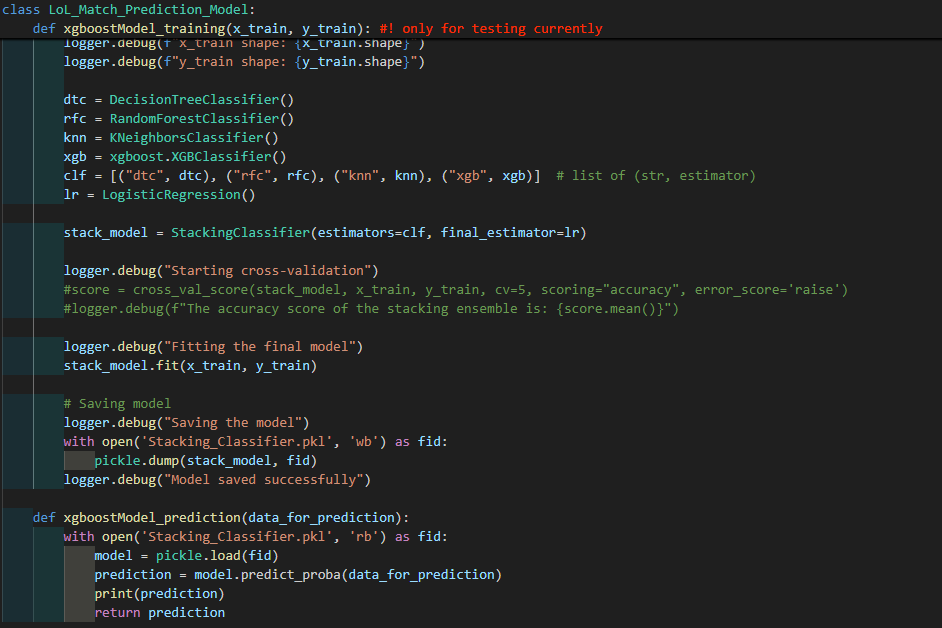 class LoL_Match_Prediction_Model:
    def xgboostModel_training(x_train, y_train): #! only for testing currently
        logger.debug(f"x_train shape: {x_train.shape}")
        logger.debug(f"y_train shape: {y_train.shape}")

        dtc = DecisionTreeClassifier()
        rfc = RandomForestClassifier()
        knn = KNeighborsClassifier()
        xgb = xgboost.XGBClassifier()
        clf = [("dtc", dtc), ("rfc", rfc), ("knn", knn), ("xgb", xgb)]  # list of (str, estimator)
        lr = LogisticRegression()

        stack_model = StackingClassifier(estimators=clf, final_estimator=lr)

        logger.debug("Starting cross-validation")
        #score = cross_val_score(stack_model, x_train, y_train, cv=5, scoring="accuracy", error_score='raise')
        #logger.debug(f"The accuracy score of the stacking ensemble is: {score.mean()}")

        logger.debug("Fitting the final model")
        stack_model.fit(x_train, y_train)

        # Saving model
        logger.debug("Saving the model")
        with open('Stacking_Classifier.pkl', 'wb') as fid:
            pickle.dump(stack_model, fid)
        logger.debug("Model saved successfully")

    def xgboostModel_prediction(data_for_prediction):
        with open('Stacking_Classifier.pkl', 'rb') as fid:
            model = pickle.load(fid)
            prediction = model.predict_proba(data_for_prediction)
            print(prediction)
            return prediction